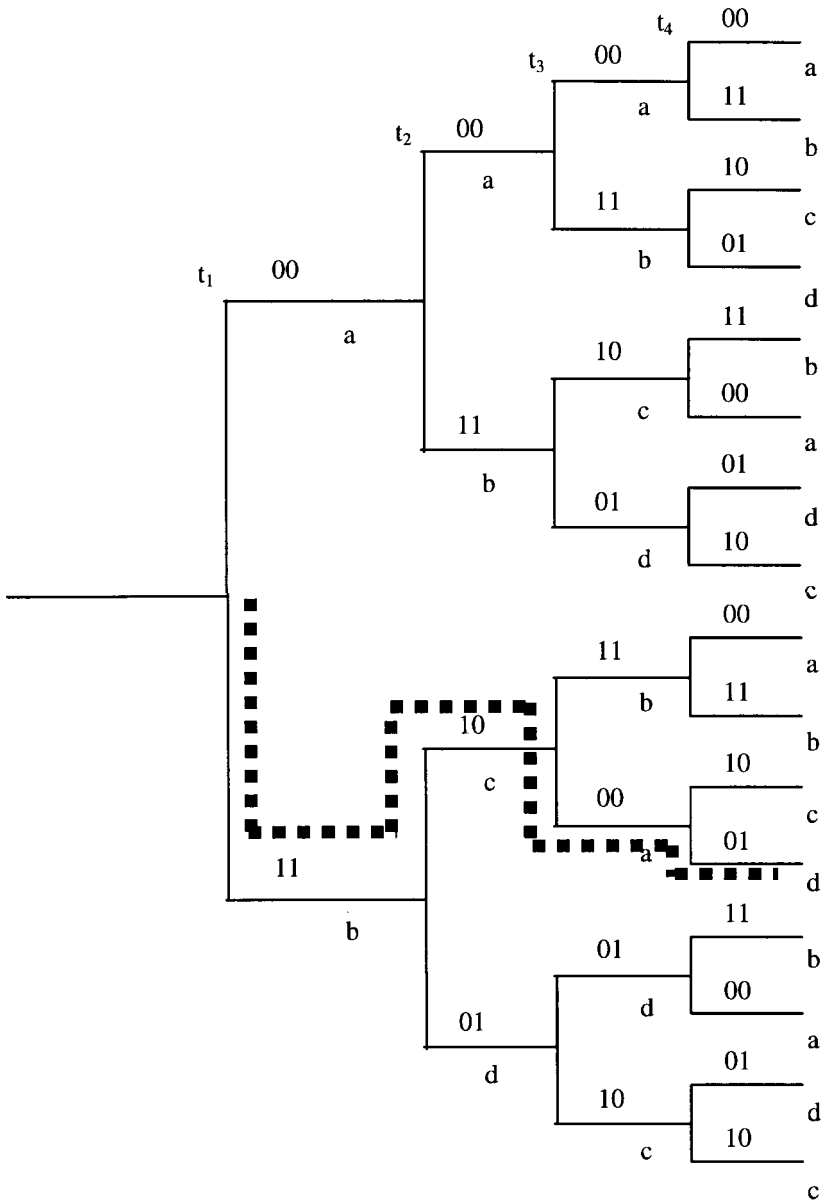 t4 00
t3 00 a
a 11
t2 00 b
a 10
11 c
b 01
t1 00 d
a 11
10 b
c 00
11 a
b 01
01 d
d 10
c
00
11 a
b 11
10 b
c 10
00 c
a 01
11 d
b 11
01 b
d 00
01 a
d 01
10 d
c 10
c